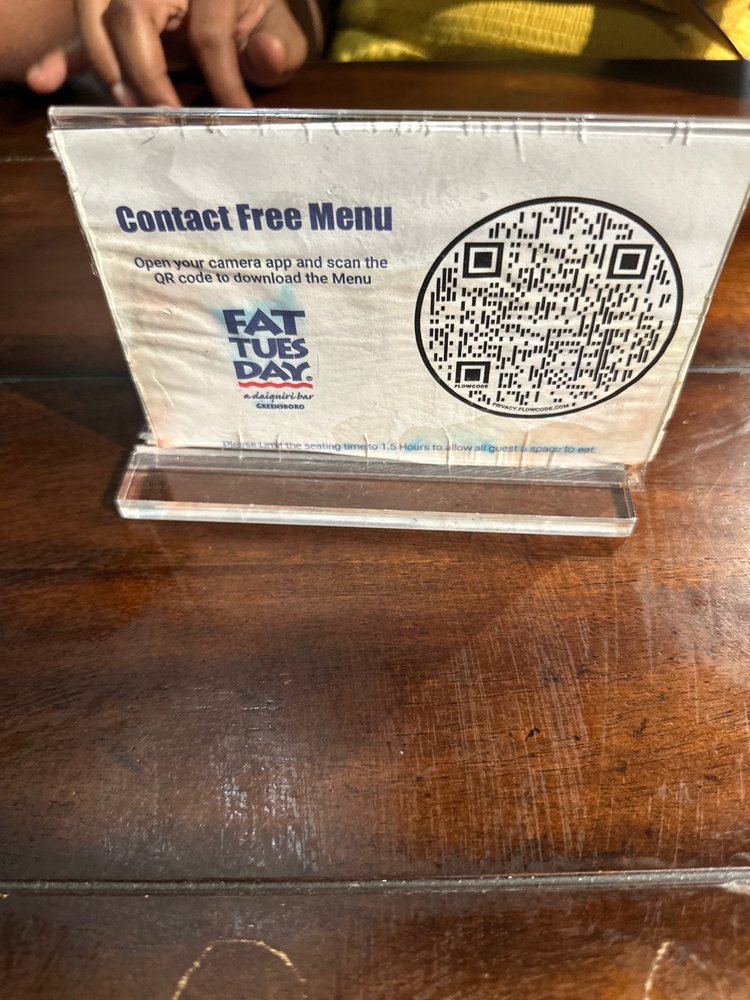 Contact Free Menu
Open your camera app and scan the
QR code to download the Menu
FAT
TUES
DAY®
a daiquiri bar
GREENSBORO
FLOWCODE
PRIVACY.FLOWCODE.COM
Please Limit the seating time to 1.5 Hours to allow all guest a space to eat